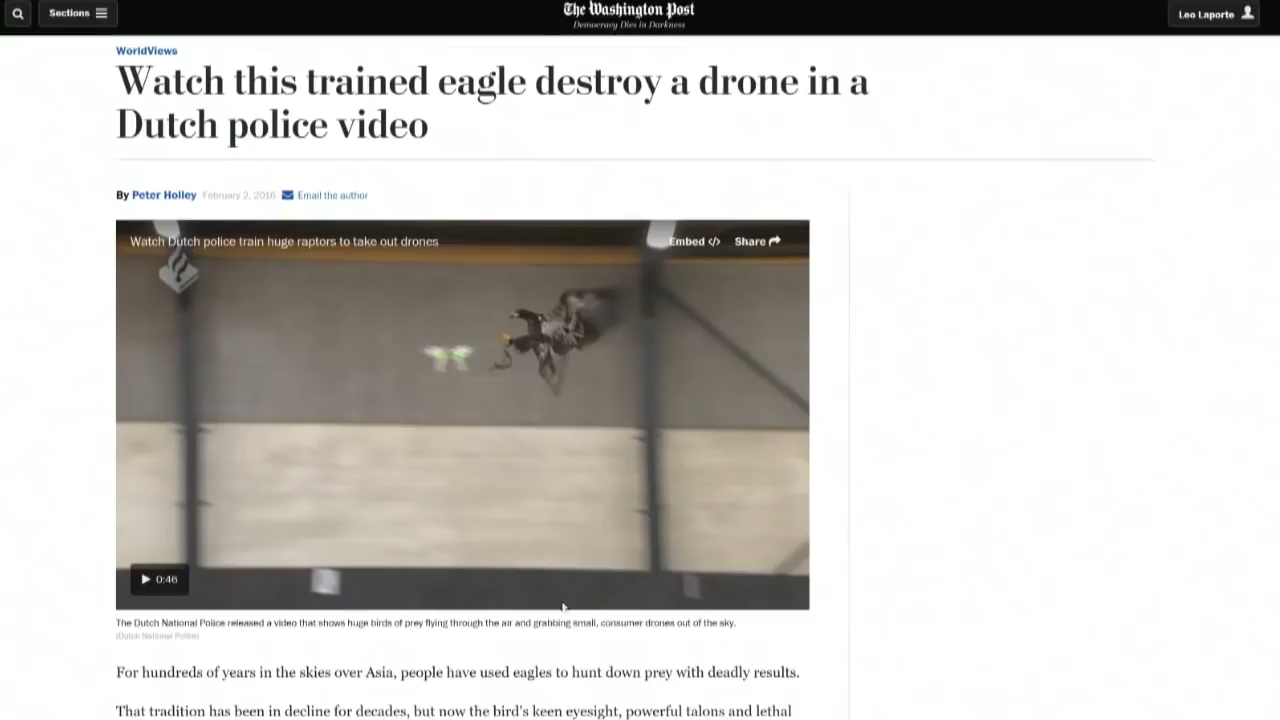 Sections
The Washington Post
Democracy Dies in Darkness
Leo Laporte
WorldViews
Watch this trained eagle destroy a drone in a
Dutch police video
By Peter Holley February 2, 2016 Email the author
Watch Dutch police train huge raptors to take out drones
Embed </> Share
0:46
The Dutch National Police released a video that shows huge birds of prey flying through the air and grabbing small, consumer drones out of the sky.
(Dutch National Police)
For hundreds of years in the skies over Asia, people have used eagles to hunt down prey with deadly results.
That tradition has been in decline for decades, but now the bird's keen eyesight, powerful talons and lethal